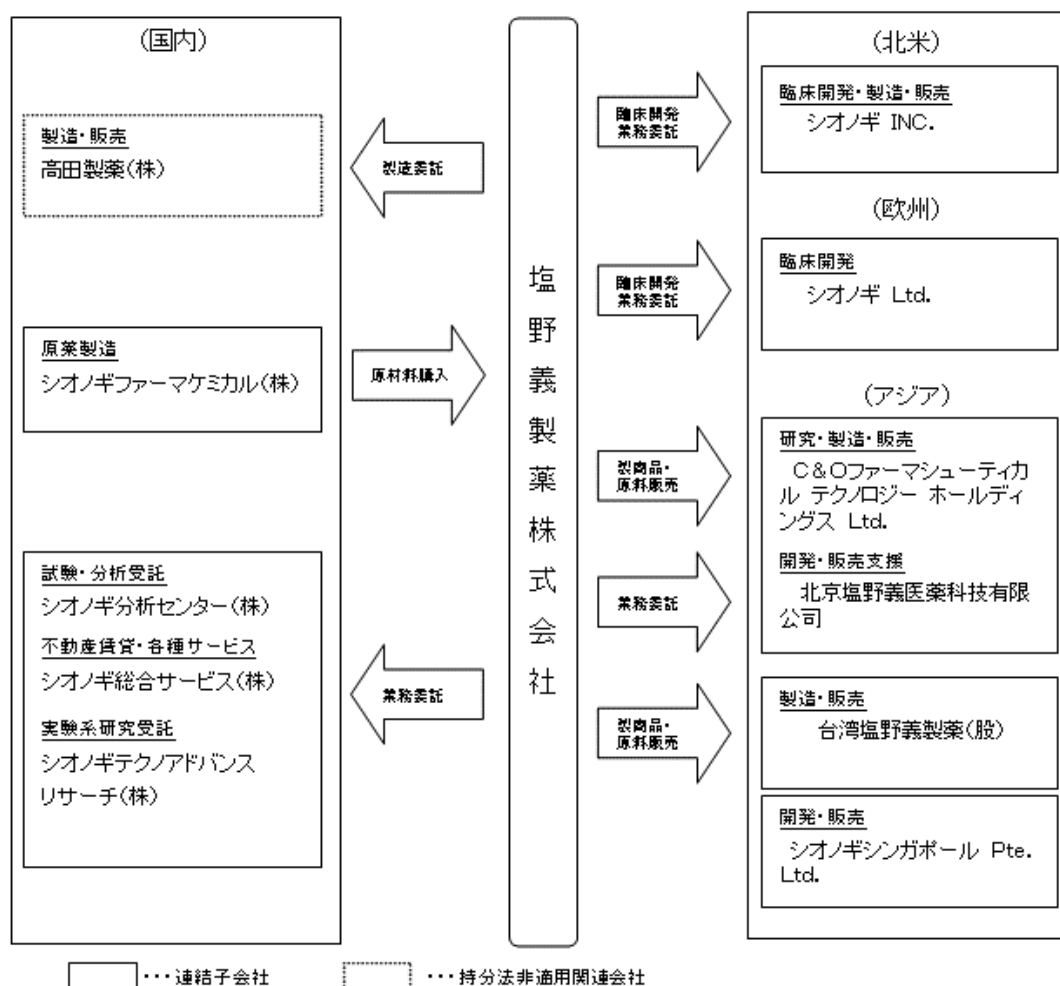 (国内)
製造・販売
高田製薬(株)
製造委託
原薬製造
シオノギファーマケミカル(株)
原材料購入
試験・分析受託
シオノギ分析センター(株)
不動産賃貸・各種サービス
シオノギ総合サービス(株)
実験系研究受託
シオノギテクノアドバンス
リサーチ(株)
業務委託
塩野義製薬株式会社
臨床開発
業務委託
臨床開発
業務委託
製商品・
原料販売
業務委託
製商品・
原料販売
(北米)
臨床開発・製造・販売
シオノギ INC.
(欧州)
臨床開発
シオノギ Ltd.
(アジア)
研究・製造・販売
C&Oファーマシューティカ
ル テクノロジー ホールディ
ングス Ltd.
開発・販売支援
北京塩野義医薬科技有限
公司
製造・販売
台湾塩野義製薬(股)
開発・販売
シオノギシンガポール Pte.
Ltd.
・・・連結子会社
・・・持分法非適用関連会社